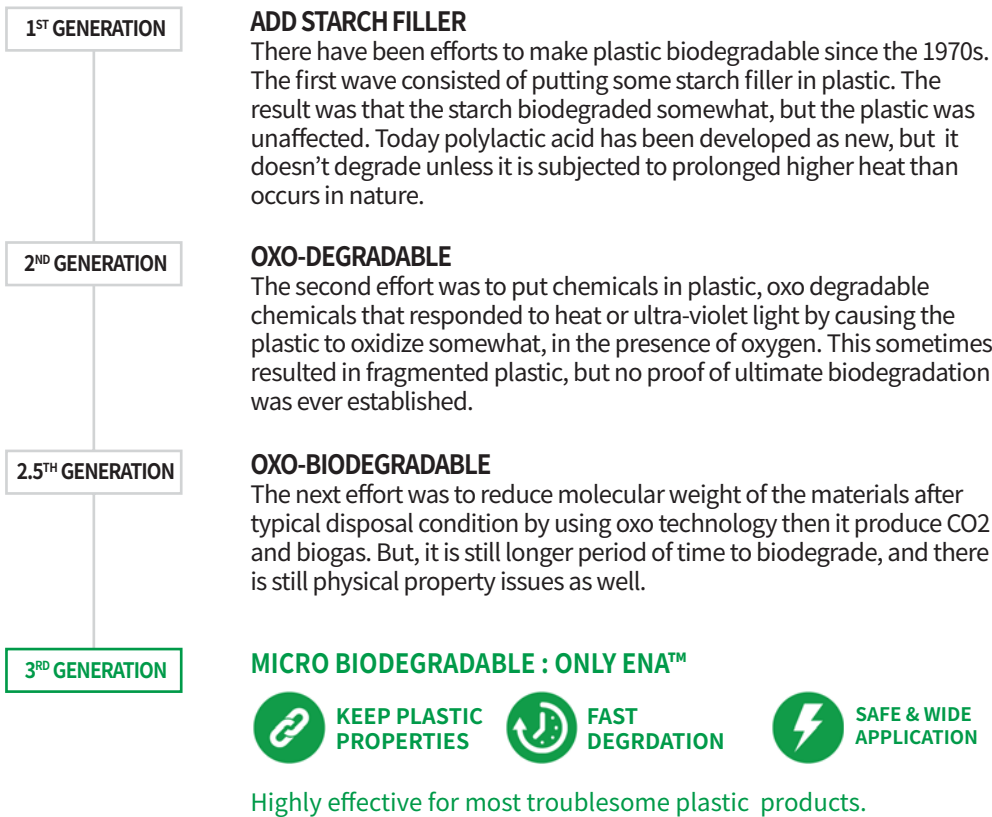 1ST GENERATION
ADD STARCH FILLER
There have been efforts to make plastic biodegradable since the 1970s.
The first wave consisted of putting some starch filler in plastic. The
result was that the starch biodegraded somewhat, but the plastic was
unaffected. Today polylactic acid has been developed as new, but it
doesn’t degrade unless it is subjected to prolonged higher heat than
occurs in nature.
2ND GENERATION
OXO-DEGRADABLE
The second effort was to put chemicals in plastic, oxo degradable
chemicals that responded to heat or ultra-violet light by causing the
plastic to oxidize somewhat, in the presence of oxygen. This sometimes
resulted in fragmented plastic, but no proof of ultimate biodegradation
was ever established.
2.5TH GENERATION
OXO-BIODEGRADABLE
The next effort was to reduce molecular weight of the materials after
typical disposal condition by using oxo technology then it produce CO2
and biogas. But, it is still longer period of time to biodegrade, and there
is still physical property issues as well.
3RD GENERATION
MICRO BIODEGRADABLE : ONLY ENA™
KEEP PLASTIC
PROPERTIES
FAST
DEGRDATION
SAFE & WIDE
APPLICATION
Highly effective for most troublesome plastic products.